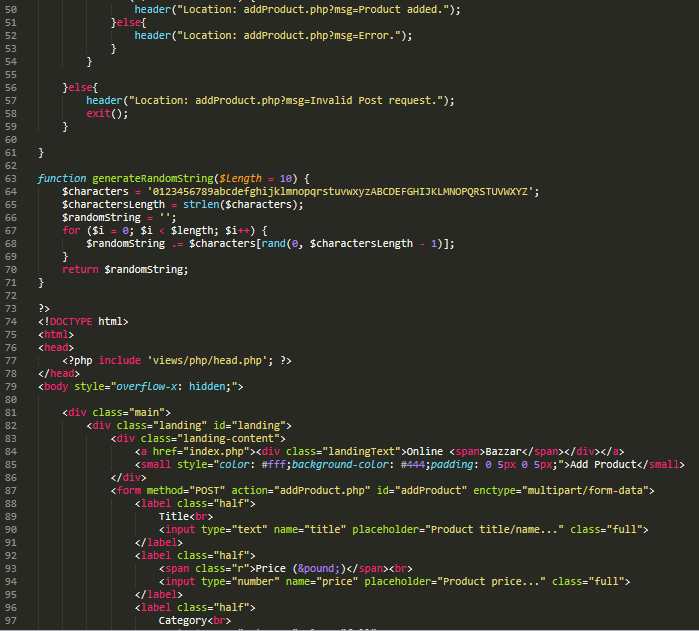 50 header("Location: addProduct.php?msg=Product added.");
51 }else{
52 header("Location: addProduct.php?msg=Error.");
53 }
54 }
55
56 }else{
57 header("Location: addProduct.php?msg=Invalid Post request.");
58 exit();
59 }
60
61 }
62
63 function generateRandomString($length = 10) {
64 $characters = '0123456789abcdefghijklmnopqrstuvwxyzABCDEFGHIJKLMNOPQRSTUVWXYZ';
65 $charactersLength = strlen($characters);
66 $randomString = '';
67 for ($i = 0; $i < $length; $i++) {
68 $randomString .= $characters[rand(0, $charactersLength - 1)];
69 }
70 return $randomString;
71 }
72
73 ?>
74 <!DOCTYPE html>
75 <html>
76 <head>
77 <?php include 'views/php/head.php'; ?>
78 </head>
79 <body style="overflow-x: hidden;">
80
81 <div class="main">
82 <div class="landing" id="landing">
83 <div class="landing-content">
84 <a href="index.php"><div class="landingText">Online <span>Bazzar</span></div></a>
85 <small style="color: #fff;background-color: #444;padding: 0 5px 0 5px;">Add Product</small>
86 </div>
87 <form method="POST" action="addProduct.php" id="addProduct" enctype="multipart/form-data">
88 <label class="half">
89 Title<br>
90 <input type="text" name="title" placeholder="Product title/name..." class="full">
91 </label>
92 <label class="half">
93 <span class="r">Price (&pound;)</span><br>
94 <input type="number" name="price" placeholder="Product price..." class="full">
95 </label>
96 <label class="half">
97 Category<br>